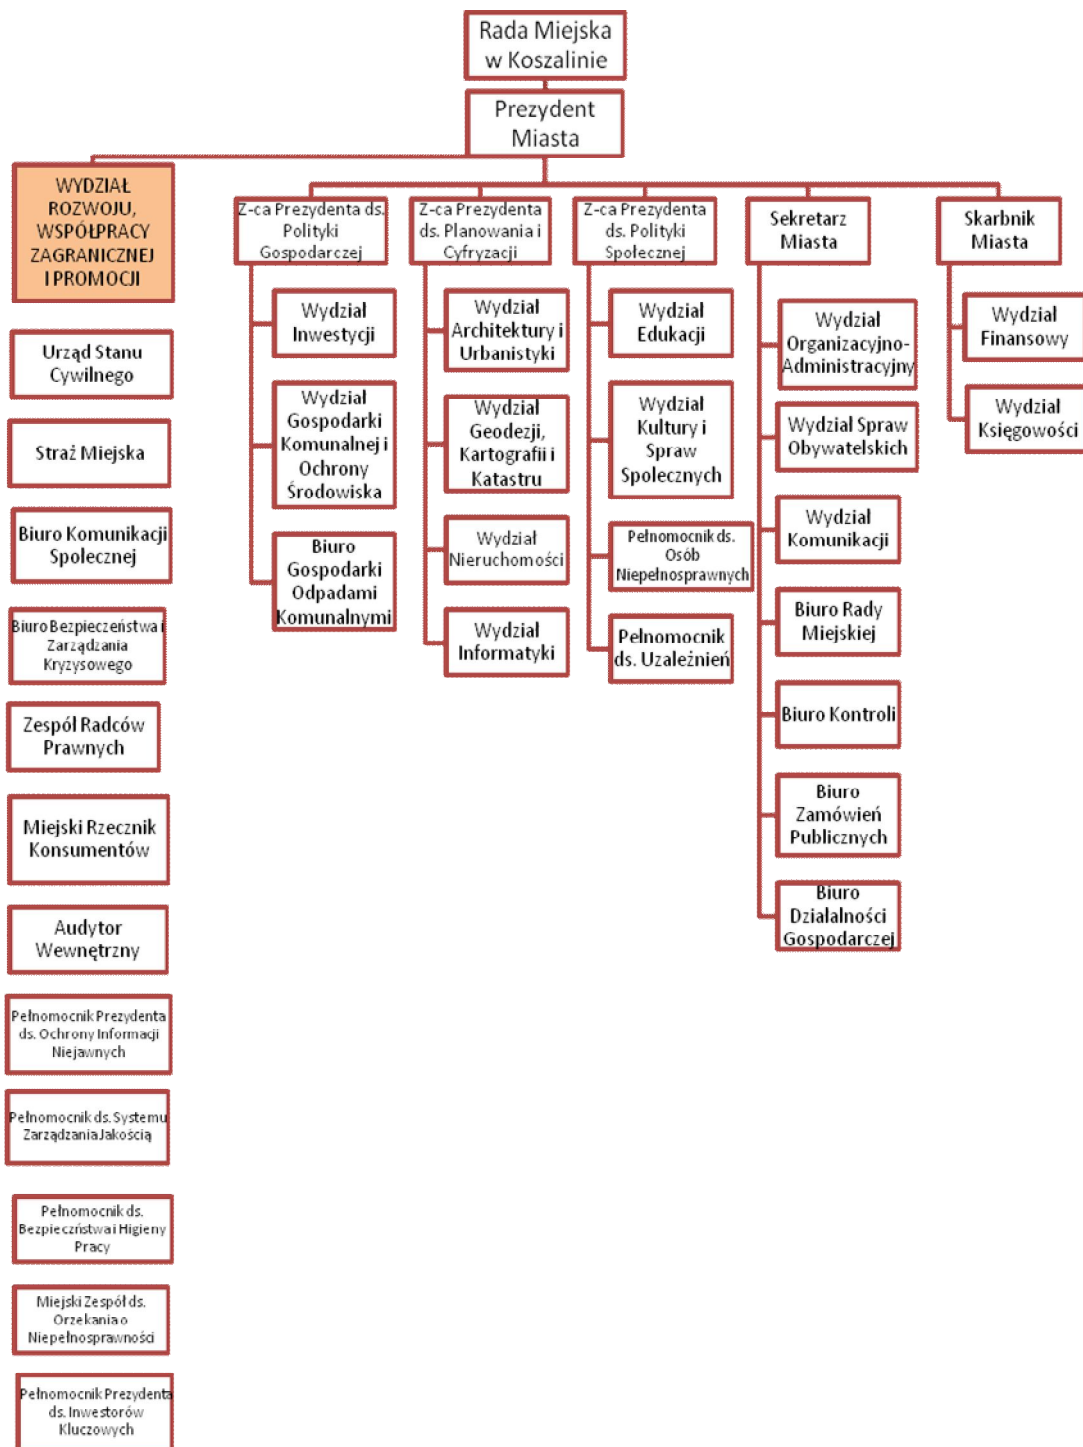 Rada Miejska
w Koszalinie
Prezydent
Miasta
WYDZIAŁ
ROZWOJU,
WSPÓŁPRACY
ZAGRANICZNEJ
I PROMOCJI
Urząd Stanu
Cywilnego
Straż Miejska
Biuro Komunikacji
Społecznej
Biuro Bezpieczeństwa i
Zarządzania
Kryzysowego
Zespół Radców
Prawnych
Miejski Rzecznik
Konsumentów
Audytor
Wewnętrzny
Pełnomocnik Prezydenta
ds. Ochrony Informacji
Niejawnych
Pełnomocnik ds. Systemu
Zarządzania Jakością
Pełnomocnik ds.
Bezpieczństwa i Higieny
Pracy
Miejski Zespół ds.
Orzekania o
Niepełnosprawności
Pełnomocnik Prezydenta
ds. Inwestorów
Kluczowych
Z-ca Prezydenta ds.
Polityki
Gospodarczej
Wydział
Inwestycji
Wydział
Gospodarki
Komunalnej i
Ochrony
Środowiska
Biuro
Gospodarki
Odpadami
Komunalnymi
Z-ca Prezydenta
ds. Planowania i
Cyfryzacji
Wydział
Architektury i
Urbanistyki
Wydział
Geodezji,
Kartografii i
Katastru
Wydział
Nieruchomości
Wydział
Informatyki
Z-ca Prezydenta
ds. Polityki
Społecznej
Wydział
Edukacji
Wydział
Kultury i
Spraw
Społecznych
Pełnomocnik ds.
Osób
Niepełnosprawnych
Pełnomocnik
ds. Uzależnień
Sekretarz
Miasta
Wydział
Organizacyjno-
Administracyjny
Wydział Spraw
Obywatelskich
Wydział
Komunikacji
Biuro Rady
Miejskiej
Biuro Kontroli
Biuro
Zamówień
Publicznych
Biuro
Działalności
Gospodarczej
Skarbnik
Miasta
Wydział
Finansowy
Wydział
Księgowości